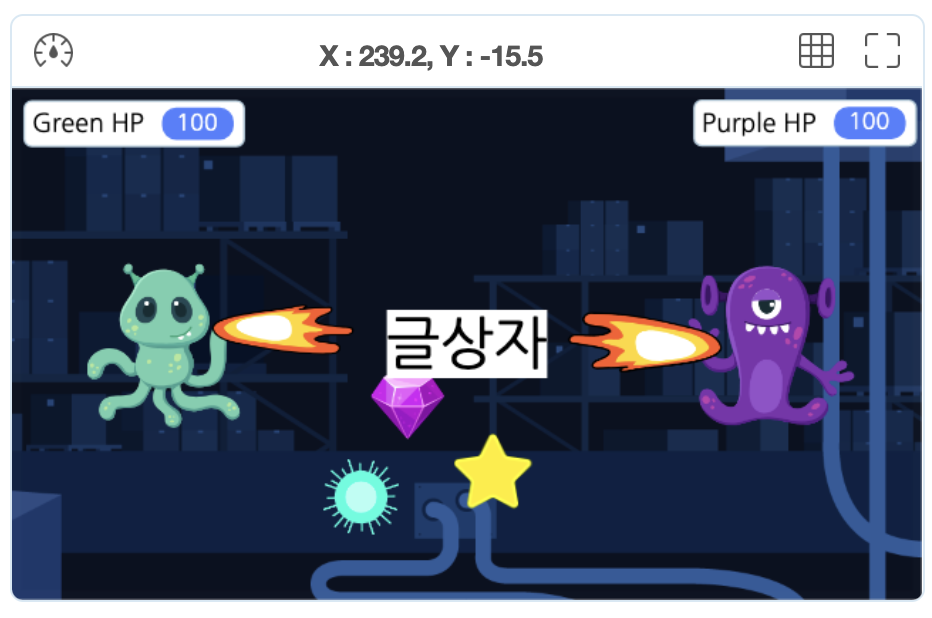 X : 239.2, Y : -15.5
Green HP 100
Purple HP 100
글상자